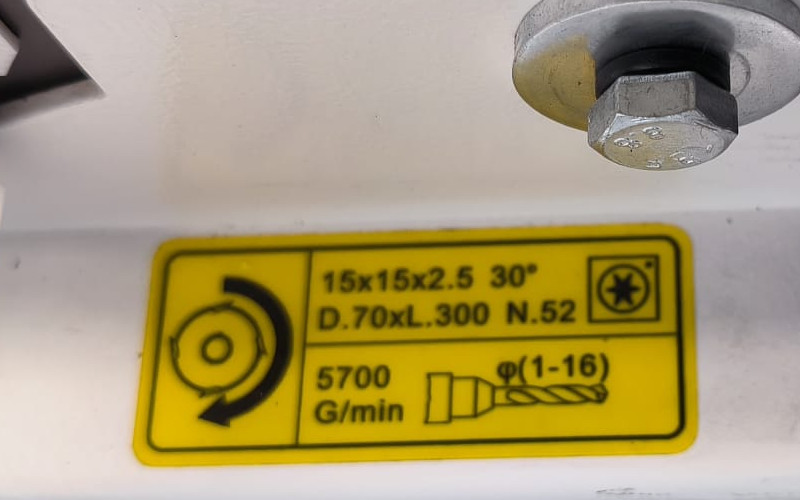 15x15x2.5 30°
D.70xL.300 N.52
5700
G/min
φ(1-16)